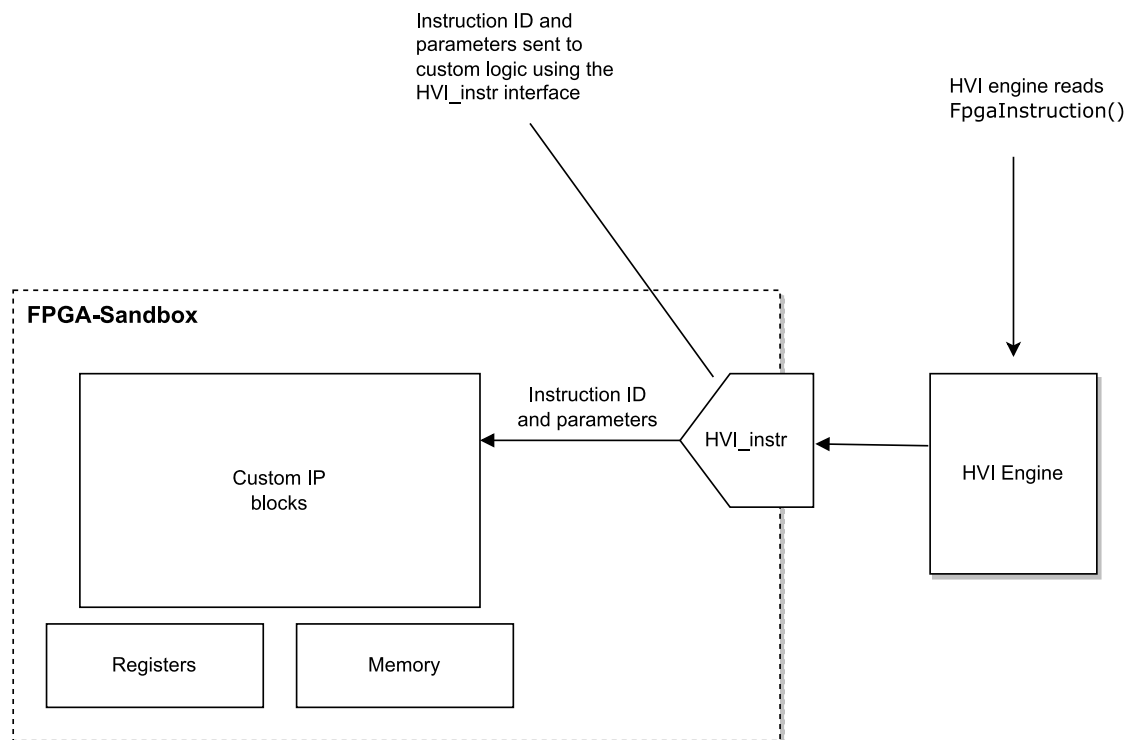 Instruction ID and
parameters sent to
custom logic using the
HVI_instr interface
HVI engine reads
FpgaInstruction()
FPGA-Sandbox
Instruction ID
and parameters
HVI_instr
HVI Engine
Custom IP
blocks
Registers
Memory